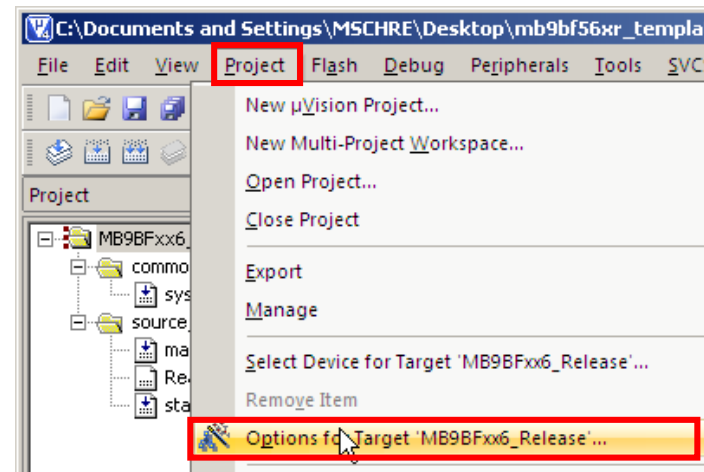 C:\Documents and Settings\MSCHRE\Desktop\mb9bf56xr_templa
File Edit View Project Flash Debug Peripherals Tools SVC
New µVision Project...
New Multi-Project Workspace...
Project
Open Project...
Close Project
MB9BFxx6_
commo
Export
sys
Manage
source_
ma
Select Device for Target 'MB9BFxx6_Release'...
Re
Remove Item
sta
Options for Target 'MB9BFxx6_Release'...